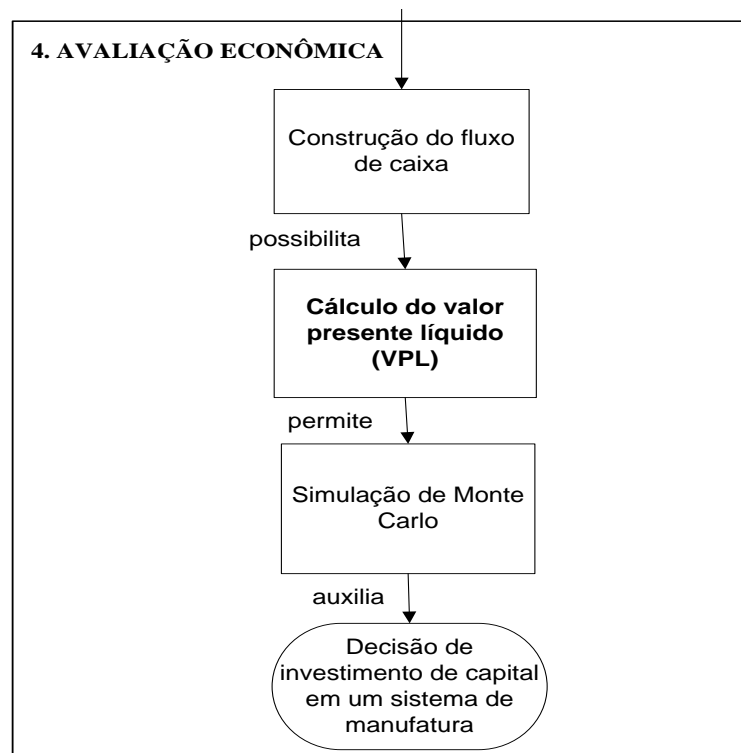 4. AVALIAÇÃO ECONÔMICA
Construção do fluxo
de caixa
possibilita
Cálculo do valor
presente líquido
(VPL)
permite
Simulação de Monte
Carlo
auxilia
Decisão de
investimento de capital
em um sistema de
manufatura